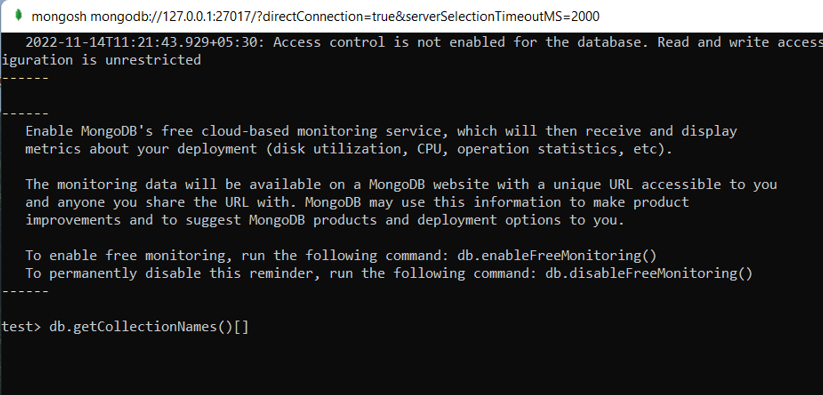 mongosh mongodb://127.0.0.1:27017/?directConnection=true&serverSelectionTimeoutMS=2000
2022-11-14T11:21:43.929+05:30: Access control is not enabled for the database. Read and write access
iguration is unrestricted
------
------
Enable MongoDB's free cloud-based monitoring service, which will then receive and display
metrics about your deployment (disk utilization, CPU, operation statistics, etc).
The monitoring data will be available on a MongoDB website with a unique URL accessible to you
and anyone you share the URL with. MongoDB may use this information to make product
improvements and to suggest MongoDB products and deployment options to you.
To enable free monitoring, run the following command: db.enableFreeMonitoring()
To permanently disable this reminder, run the following command: db.disableFreeMonitoring()
------
test> db.getCollectionNames()[]